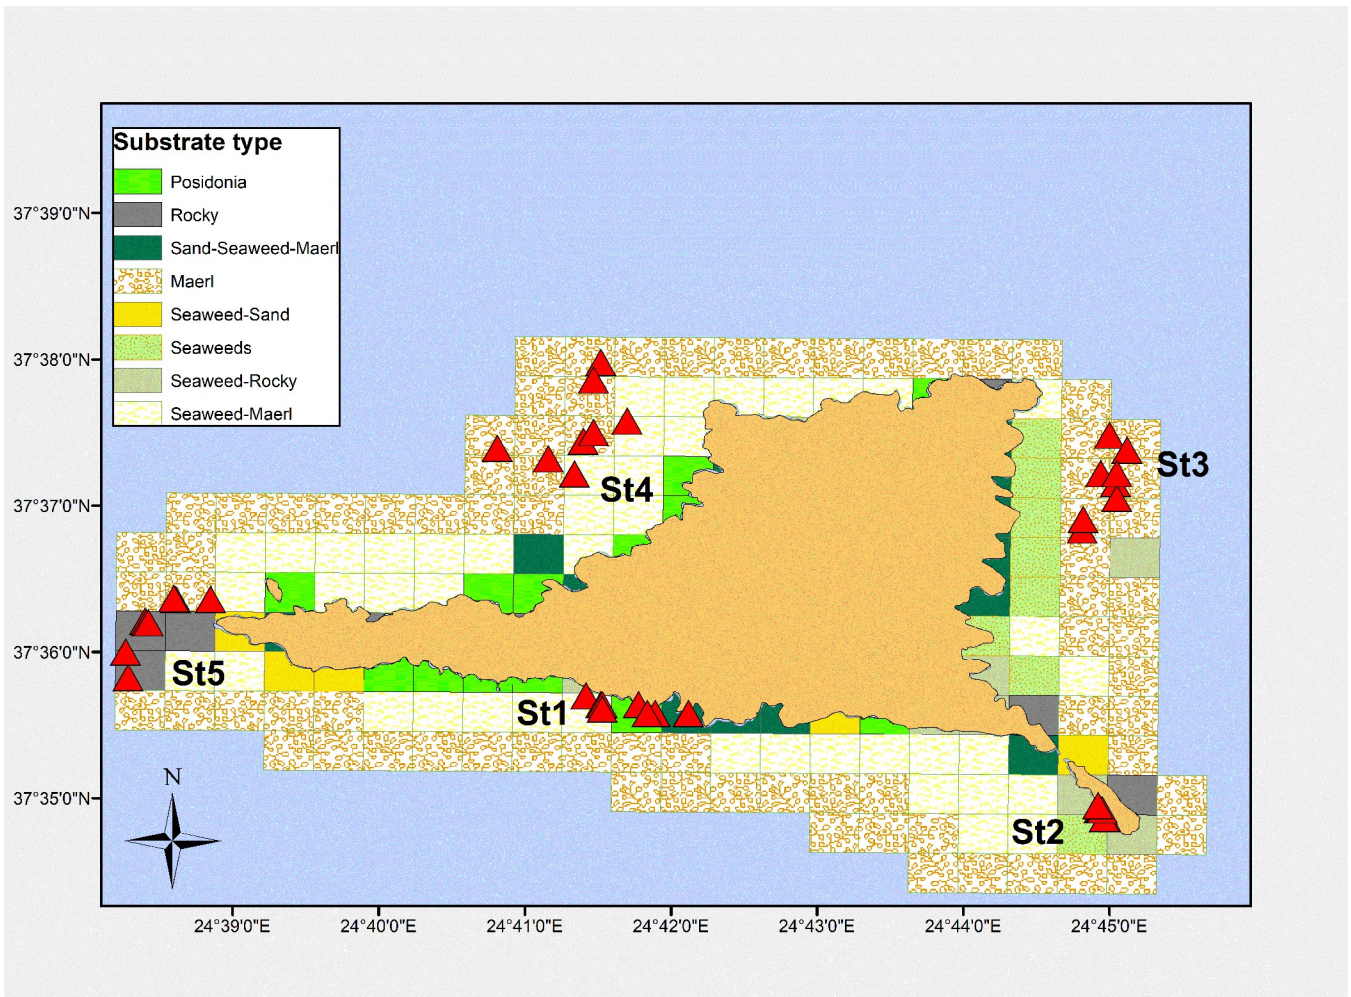 Substrate type
Posidonia
Rocky
Sand-Seaweed-Maerl
Maerl
Seaweed-Sand
Seaweeds
Seaweed-Rocky
Seaweed-Maerl
37°39'0"N
37°38'0"N
37°37'0"N
37°36'0"N
37°35'0"N
St3
St4
St5
St1
St2
N
24°39'0"E
24°40'0"E
24°41'0"E
24°42'0"E
24°43'0"E
24°44'0"E
24°45'0"E